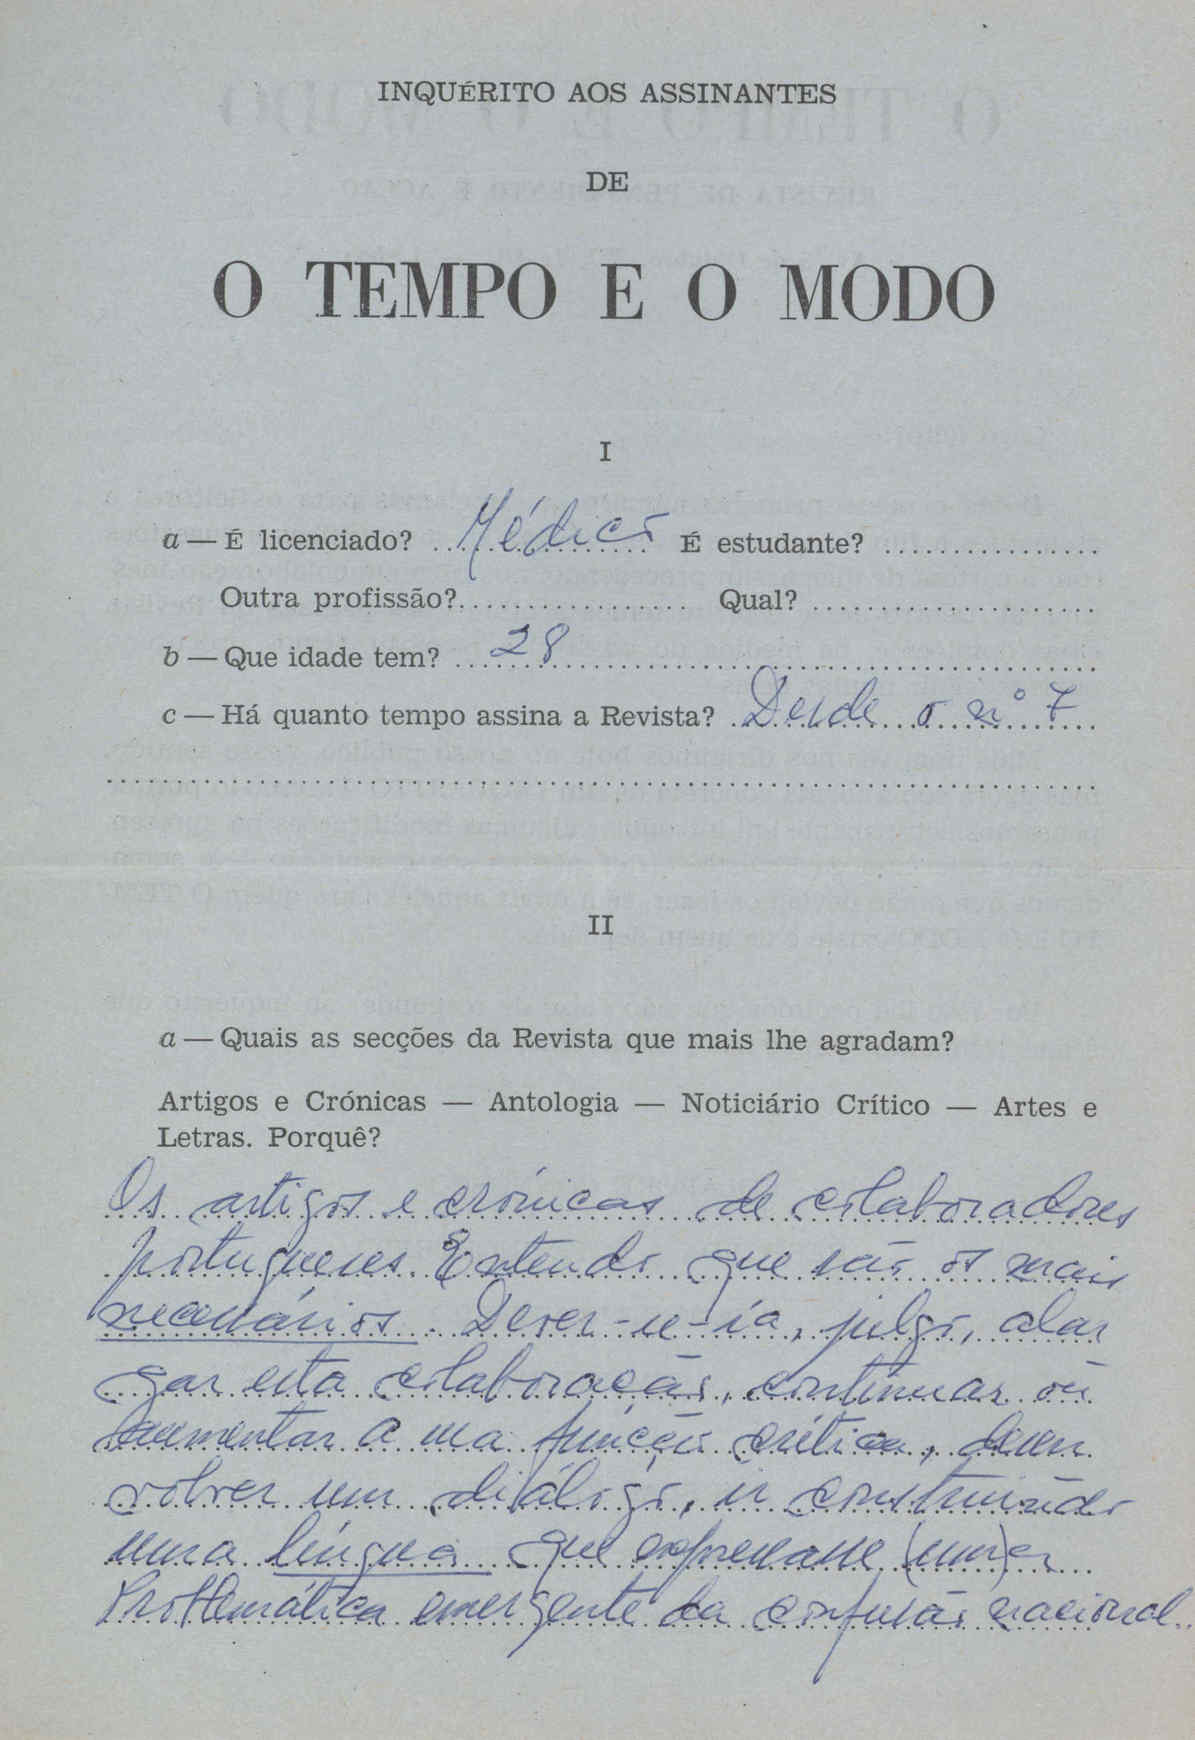 INQUÉRITO AOS ASSINANTES
DE
O TEMPO E O MODO
I
a — É licenciado? Médico É estudante? ................
Outra profissão?................. Qual? .....................
b — Que idade tem? 28
c — Há quanto tempo assina a Revista? Desde o nº 7
II
a — Quais as secções da Revista que mais lhe agradam?
Artigos e Crónicas — Antologia — Noticiário Crítico — Artes e
Letras. Porquê?
Os artigos e crónicas de colaboradores
portugueses. Entendo que são os mais
necessários. Dever-se-ia, julgo, alar
gar esta colaboração, continuar ou
aumentar a sua função crítica, desen
volver um diálogo, ir construindo
uma língua que expressasse (um)a
Problemática emergente da confusão nacional.